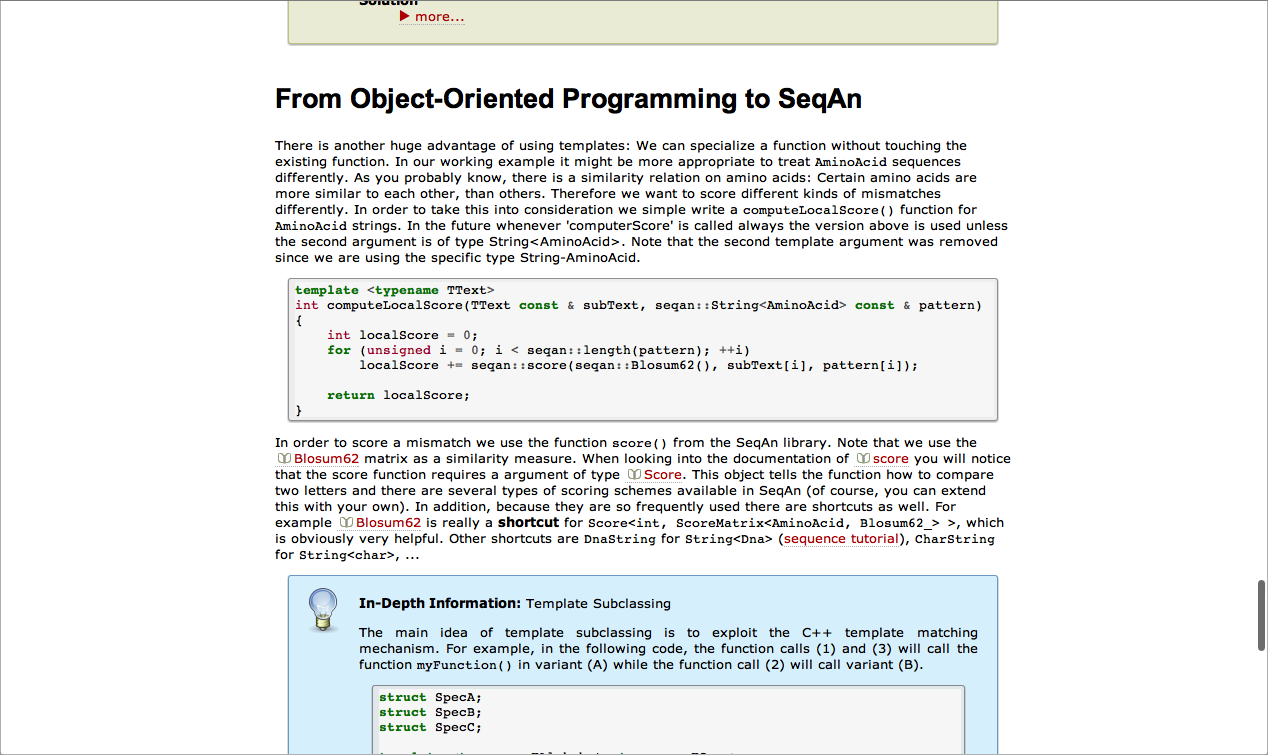 Solution
more...
From Object-Oriented Programming to SeqAn
There is another huge advantage of using templates: We can specialize a function without touching the
existing function. In our working example it might be more appropriate to treat AminoAcid sequences
differently. As you probably know, there is a similarity relation on amino acids: Certain amino acids are
more similar to each other, than others. Therefore we want to score different kinds of mismatches
differently. In order to take this into consideration we simple write a computeLocalScore() function for
AminoAcid strings. In the future whenever 'computerScore' is called always the version above is used unless
the second argument is of type String<AminoAcid>. Note that the second template argument was removed
since we are using the specific type String-AminoAcid.
template <typename TText>
int computeLocalScore(TText const & subText, seqan::String<AminoAcid> const & pattern)
{
    int localScore = 0;
    for (unsigned i = 0; i < seqan::length(pattern); ++i)
        localScore += seqan::score(seqan::Blosum62(), subText[i], pattern[i]);
    return localScore;
}
In order to score a mismatch we use the function score() from the SeqAn library. Note that we use the
Blosum62 matrix as a similarity measure. When looking into the documentation of score you will notice
that the score function requires a argument of type Score. This object tells the function how to compare
two letters and there are several types of scoring schemes available in SeqAn (of course, you can extend
this with your own). In addition, because they are so frequently used there are shortcuts as well. For
example Blosum62 is really a shortcut for Score<int, ScoreMatrix<AminoAcid, Blosum62_> >, which
is obviously very helpful. Other shortcuts are DnaString for String<Dna> (sequence tutorial), CharString
for String<char>, ...
In-Depth Information: Template Subclassing
The main idea of template subclassing is to exploit the C++ template matching
mechanism. For example, in the following code, the function calls (1) and (3) will call the
function myFunction() in variant (A) while the function call (2) will call variant (B).
struct SpecA;
struct SpecB;
struct SpecC;